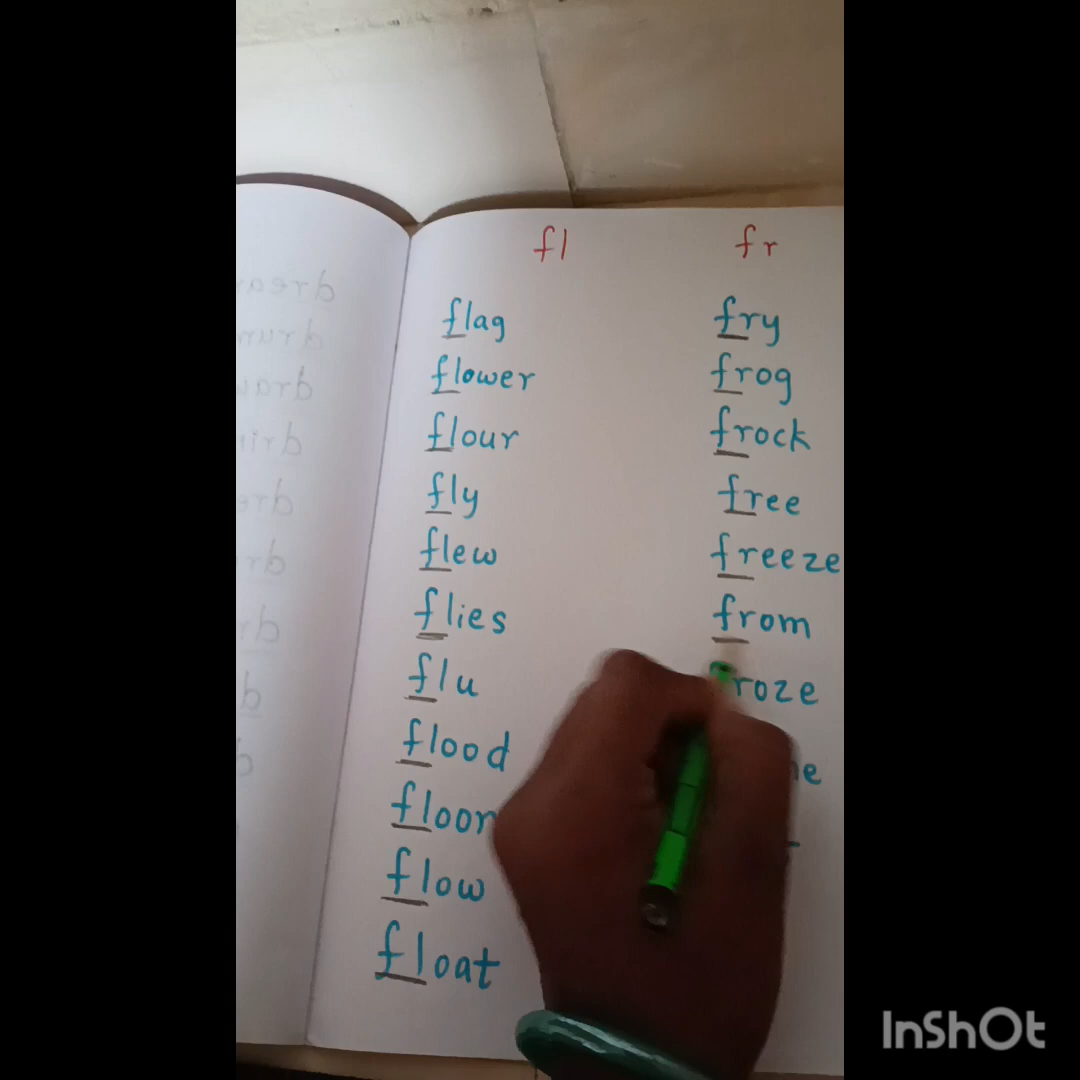 fl fr
flag fry
flower frog
flour frock
fly free
flew freeze
flies from
flu
flood
floor
flow
float
InShOt